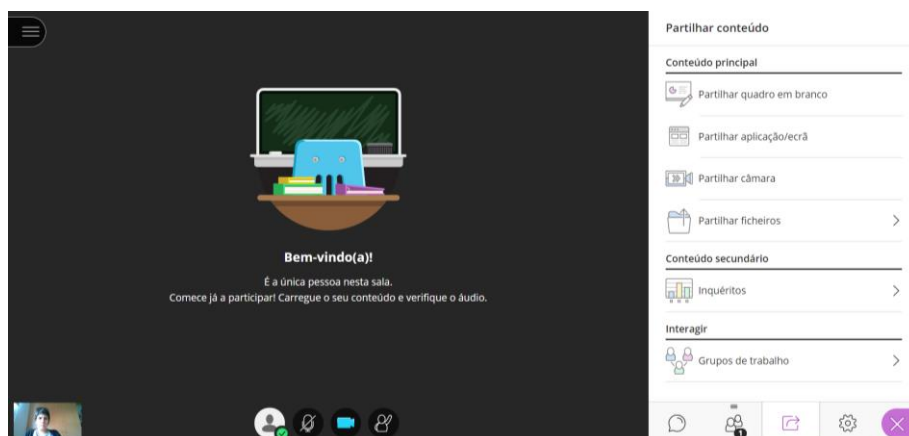 Bem-vindo(a)!
É a única pessoa nesta sala.
Comece já a participar! Carregue o seu conteúdo e verifique o áudio.
Partilhar conteúdo
Conteúdo principal
Partilhar quadro em branco
Partilhar aplicação/ecrã
Partilhar câmara
Partilhar ficheiros
Conteúdo secundário
Inquéritos
Interagir
Grupos de trabalho
1